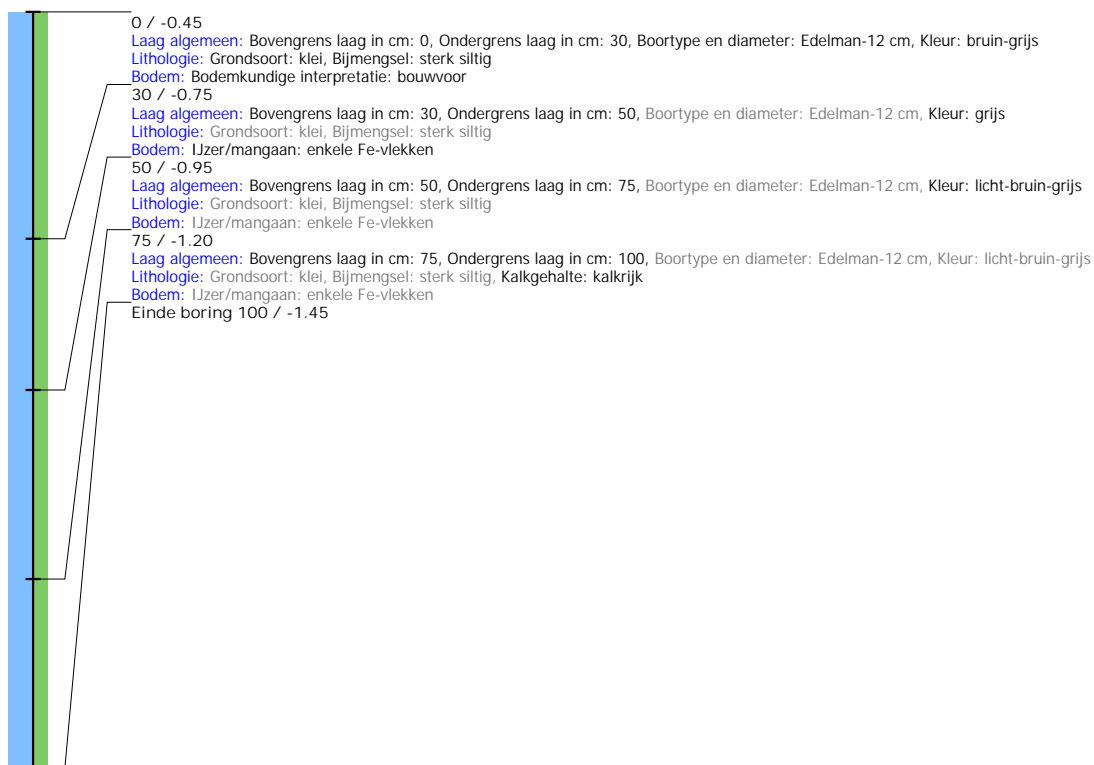 0 / -0.45
Laag algemeen: Bovengrens laag in cm: 0, Ondergrens laag in cm: 30, Boortype en diameter: Edelman-12 cm, Kleur: bruin-grijs
Lithologie: Grondsoort: klei, Bijmengsel: sterk siltig
Bodem: Bodemkundige interpretatie: bouwvoor
30 / -0.75
Laag algemeen: Bovengrens laag in cm: 30, Ondergrens laag in cm: 50, Boortype en diameter: Edelman-12 cm, Kleur: grijs
Lithologie: Grondsoort: klei, Bijmengsel: sterk siltig
Bodem: IJzer/mangaan: enkele Fe-vlekken
50 / -0.95
Laag algemeen: Bovengrens laag in cm: 50, Ondergrens laag in cm: 75, Boortype en diameter: Edelman-12 cm, Kleur: licht-bruin-grijs
Lithologie: Grondsoort: klei, Bijmengsel: sterk siltig
Bodem: IJzer/mangaan: enkele Fe-vlekken
75 / -1.20
Laag algemeen: Bovengrens laag in cm: 75, Ondergrens laag in cm: 100, Boortype en diameter: Edelman-12 cm, Kleur: licht-bruin-grijs
Lithologie: Grondsoort: klei, Bijmengsel: sterk siltig, Kalkgehalte: kalkrijk
Bodem: IJzer/mangaan: enkele Fe-vlekken
Einde boring 100 / -1.45